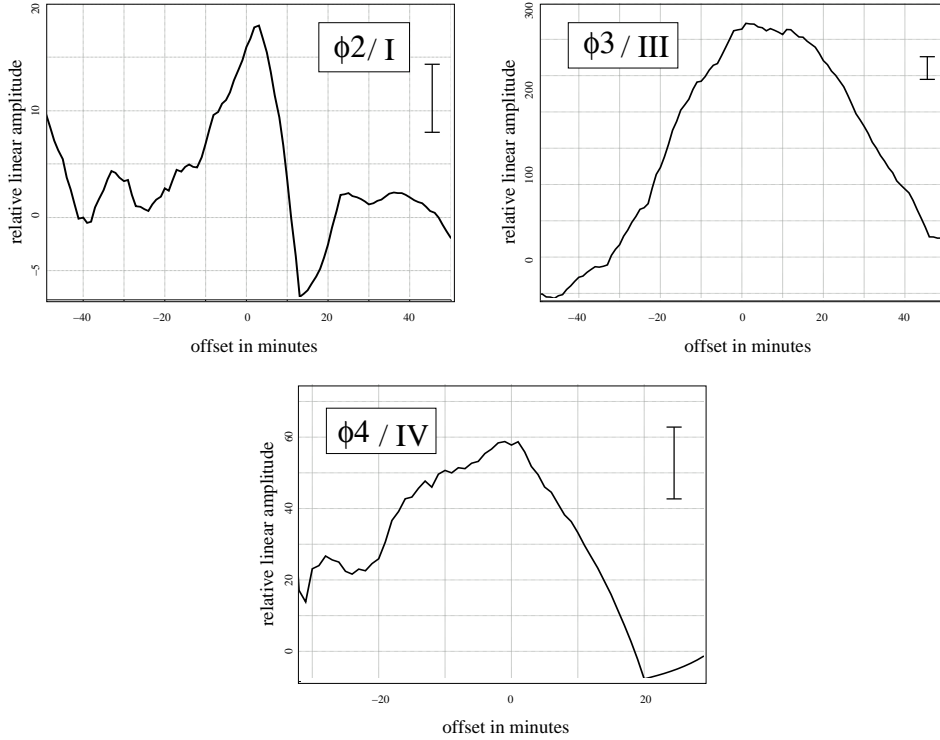 φ2/ I
relative linear amplitude
20
10
0
−5
−40
−20
0
20
40
offset in minutes
φ3/ III
relative linear amplitude
300
200
100
0
−40
−20
0
20
40
offset in minutes
φ4 / IV
relative linear amplitude
60
40
20
0
−20
0
20
offset in minutes